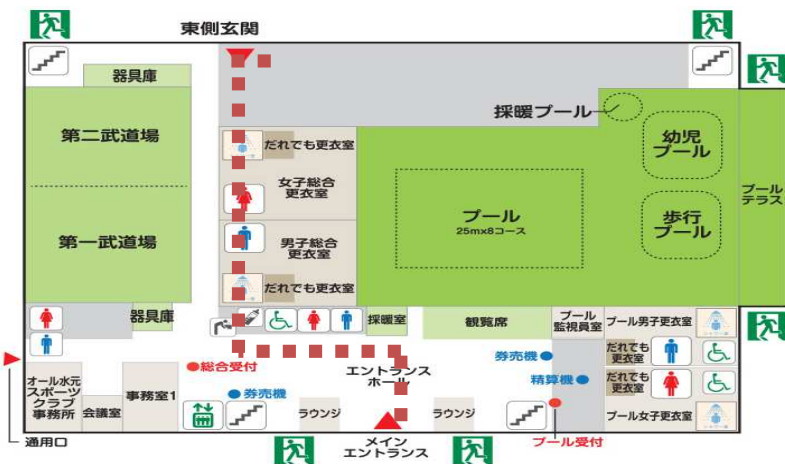 東側玄関
器具庫
採暖プール
第二武道場
だれでも更衣室
幼児
プール
女子総合
更衣室
プール
テラス
プール
25mx8コース
歩行
プール
第一武道場
男子総合
更衣室
だれでも更衣室
器具庫
採暖室
観覧席
プール
監視員室
プール男子更衣室
総合受付
エントランス
ホール
券売機
だれでも
更衣室
オール水元
スポーツ
クラブ
事務所
会議室
事務室1
券売機
精算機
だれでも
更衣室
ラウンジ
ラウンジ
プール女子更衣室
通用口
メイン
エントランス
プール受付